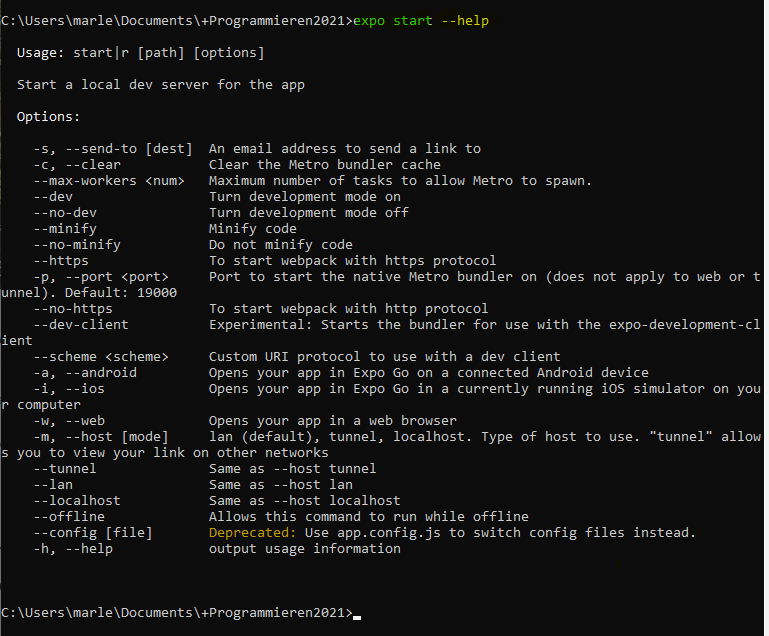 C:\Users\marle\Documents\+Programmieren2021>expo start --help
Usage: start|r [path] [options]
Start a local dev server for the app
Options:
-s, --send-to [dest]  An email address to send a link to
-c, --clear           Clear the Metro bundler cache
--max-workers <num>   Maximum number of tasks to allow Metro to spawn.
--dev                 Turn development mode on
--no-dev              Turn development mode off
--minify              Minify code
--no-minify           Do not minify code
--https               To start webpack with https protocol
-p, --port <port>     Port to start the native Metro bundler on (does not apply to web or t
unnel). Default: 19000
--no-https            To start webpack with http protocol
--dev-client          Experimental: Starts the bundler for use with the expo-development-cl
ient
--scheme <scheme>     Custom URI protocol to use with a dev client
-a, --android         Opens your app in Expo Go on a connected Android device
-i, --ios             Opens your app in Expo Go in a currently running iOS simulator on you
r computer
-w, --web             Opens your app in a web browser
-m, --host [mode]     lan (default), tunnel, localhost. Type of host to use. "tunnel" allow
s you to view your link on other networks
--tunnel              Same as --host tunnel
--lan                 Same as --host lan
--localhost           Same as --host localhost
--offline             Allows this command to run while offline
--config [file]       Deprecated: Use app.config.js to switch config files instead.
-h, --help            output usage information
C:\Users\marle\Documents\+Programmieren2021>